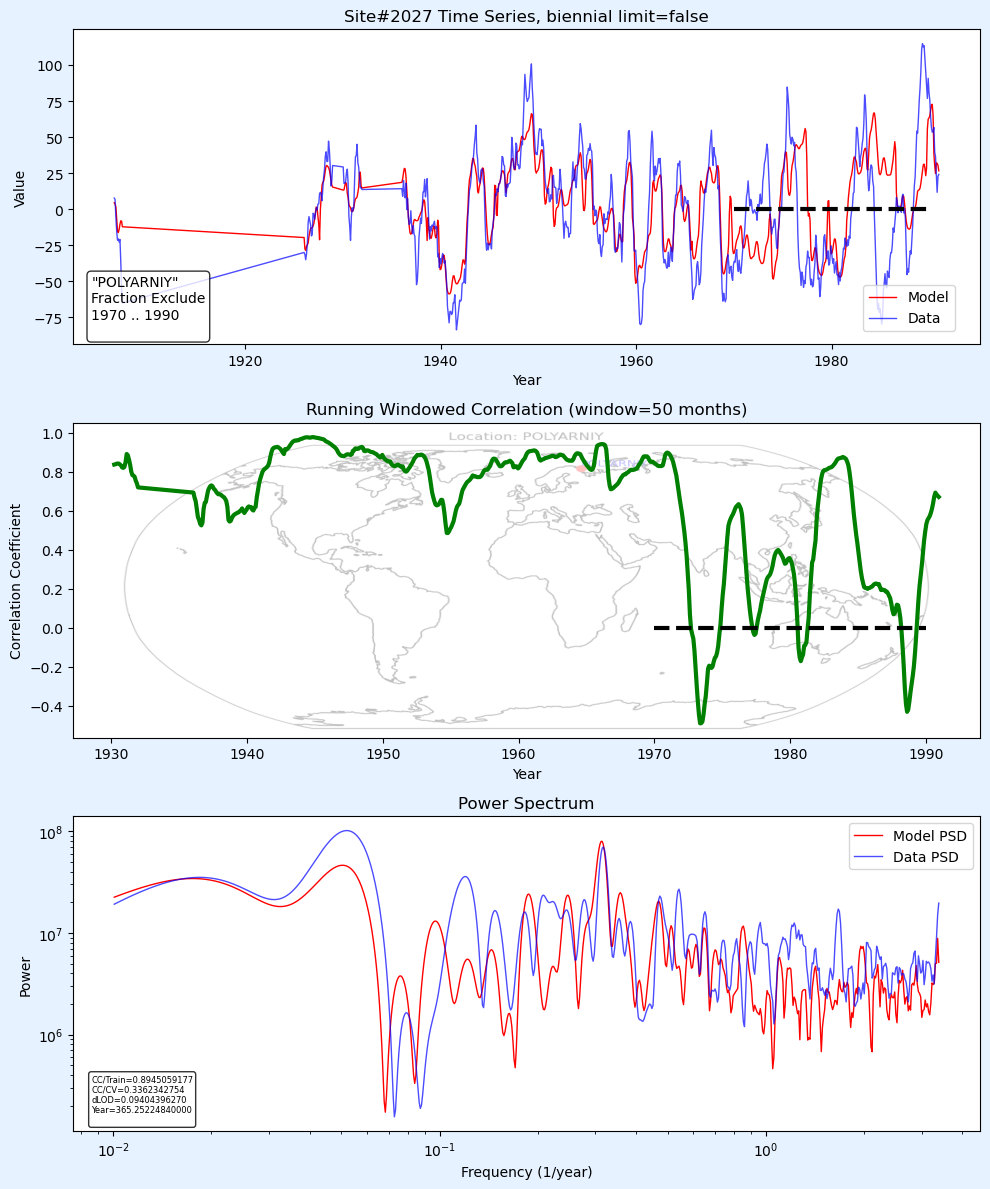 Site#2027 Time Series, biennial limit=false
100
75
50
25
0
−25
−50
−75
Value
"POLYARNIY"
Fraction Exclude
1970 .. 1990
Model
Data
1920
1940
1960
1980
Year
Running Windowed Correlation (window=50 months)
Location: POLYARNIY
1.0
0.8
0.6
0.4
0.2
0.0
−0.2
−0.4
Correlation Coefficient
1930
1940
1950
1960
1970
1980
1990
Year
Power Spectrum
Model PSD
Data PSD
10^8
10^7
10^6
Power
CC/Train=0.8945059177
CC/CV=0.3362342754
dLOD=0.09404396270
Year=365.25224840000
10^−2
10^−1
10^0
Frequency (1/year)